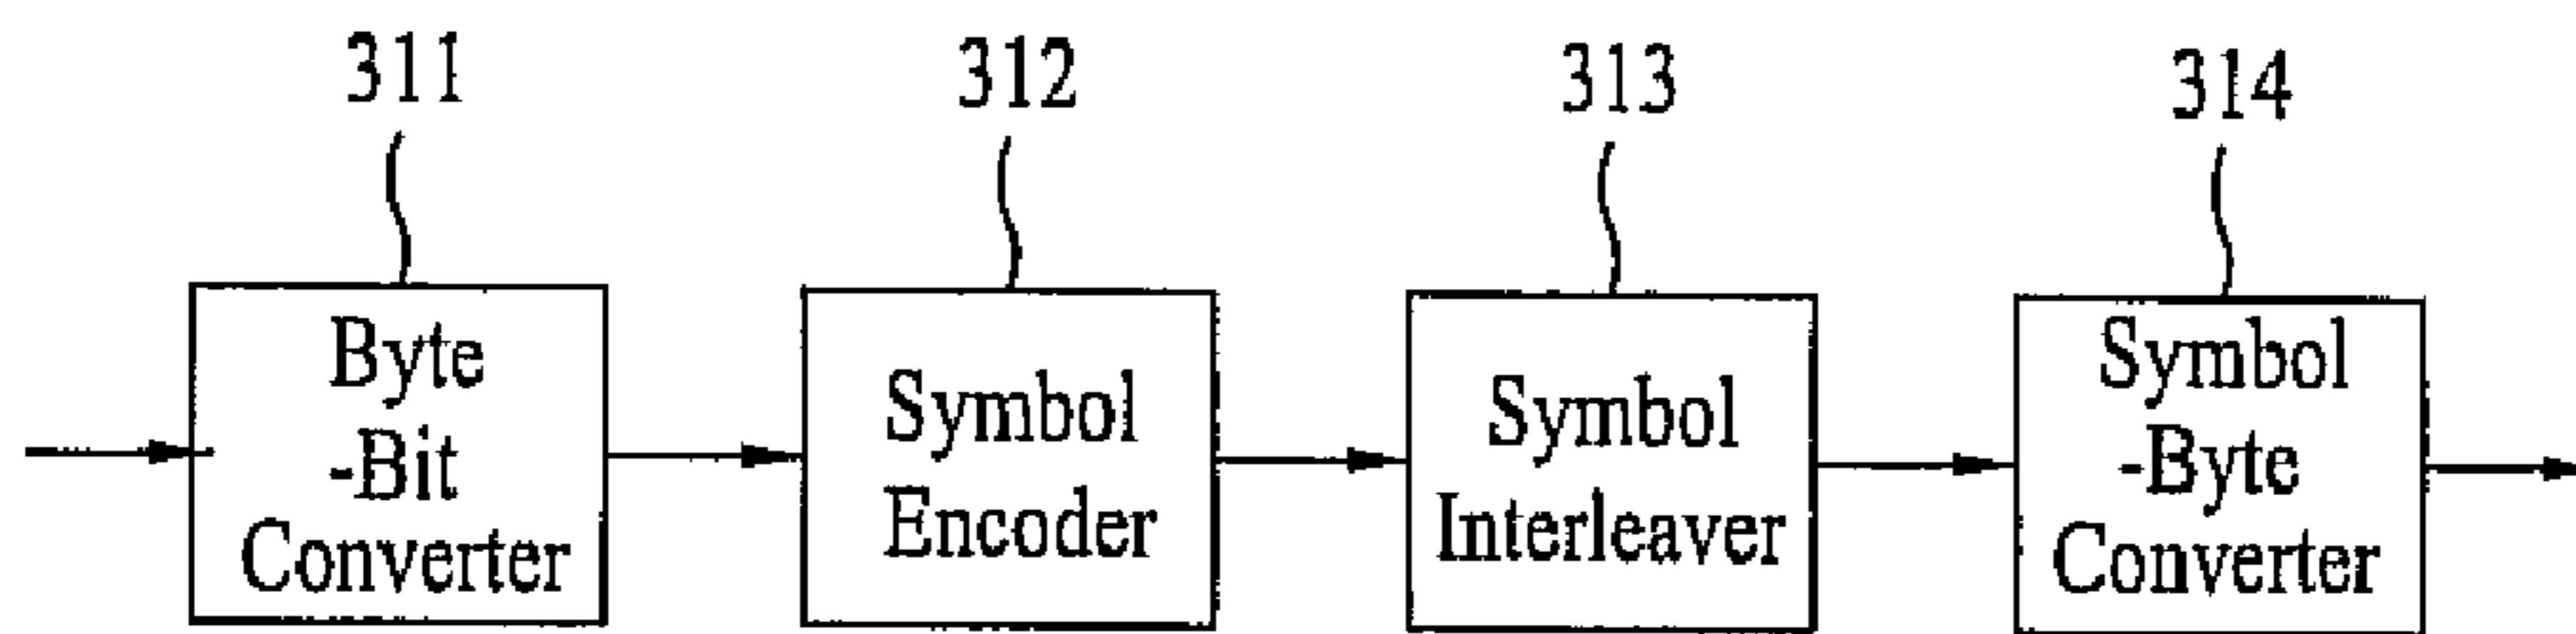 311
312
313
314
Byte
-Bit
Converter
Symbol
Encoder
Symbol
Interleaver
Symbol
-Byte
Converter